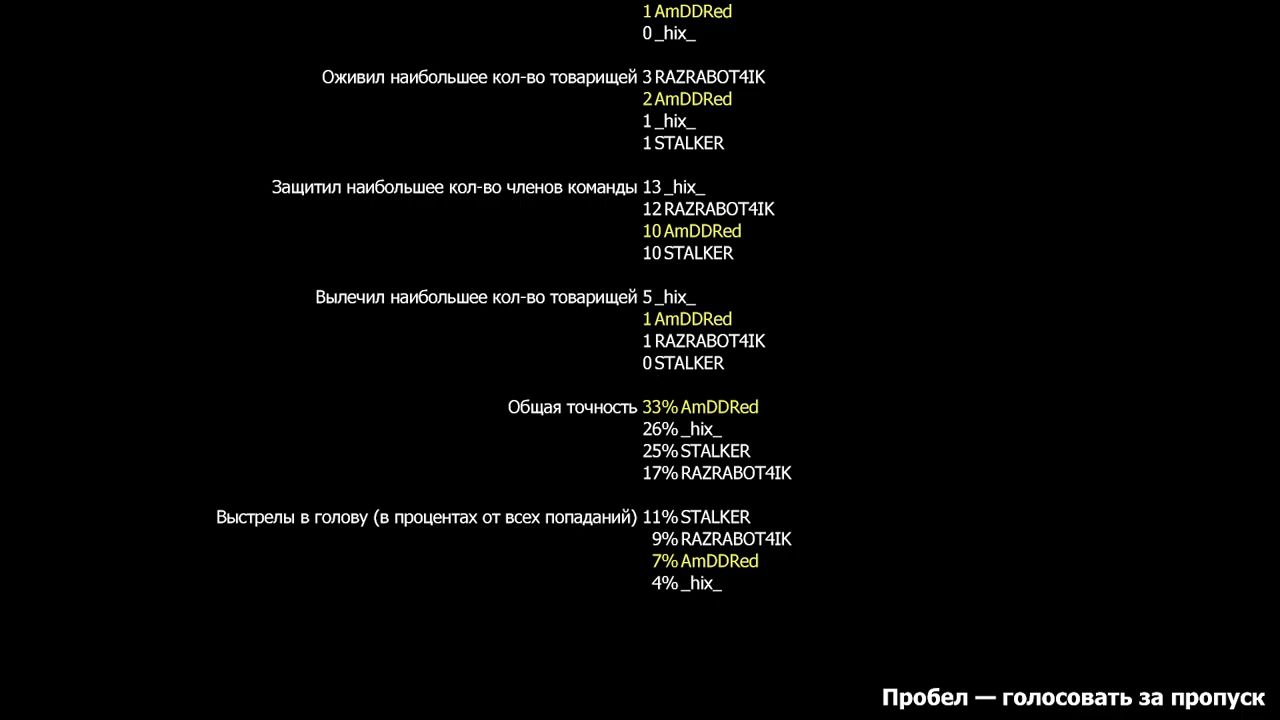 1 AmDDRed
0 _hix_
Оживил наибольшее кол-во товарищей 3 RAZRABOT4IK
2 AmDDRed
1 _hix_
1 STALKER
Защитил наибольшее кол-во членов команды 13 _hix_
12 RAZRABOT4IK
10 AmDDRed
10 STALKER
Вылечил наибольшее кол-во товарищей 5 _hix_
1 AmDDRed
1 RAZRABOT4IK
0 STALKER
Общая точность 33% AmDDRed
26% _hix_
25% STALKER
17% RAZRABOT4IK
Выстрелы в голову (в процентах от всех попаданий) 11% STALKER
9% RAZRABOT4IK
7% AmDDRed
4% _hix_
Пробел — голосовать за пропуск